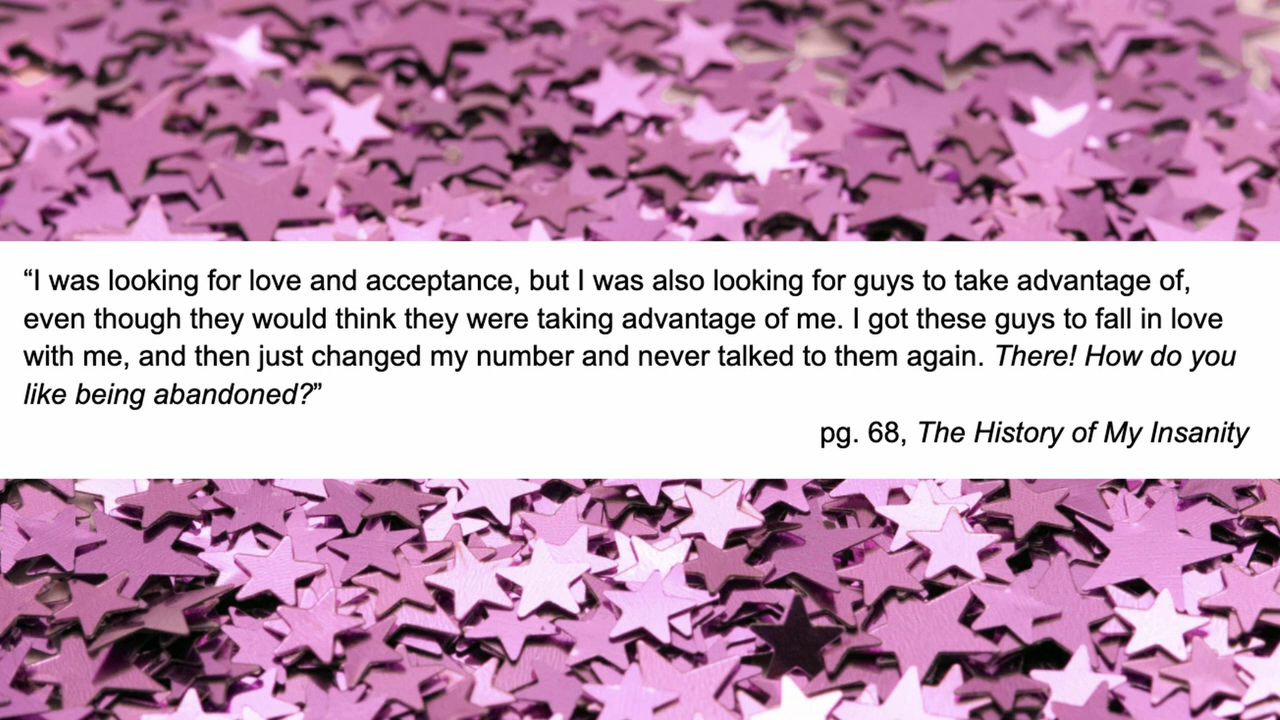 “I was looking for love and acceptance, but I was also looking for guys to take advantage of,
even though they would think they were taking advantage of me. I got these guys to fall in love
with me, and then just changed my number and never talked to them again. There! How do you
like being abandoned?”
pg. 68, The History of My Insanity